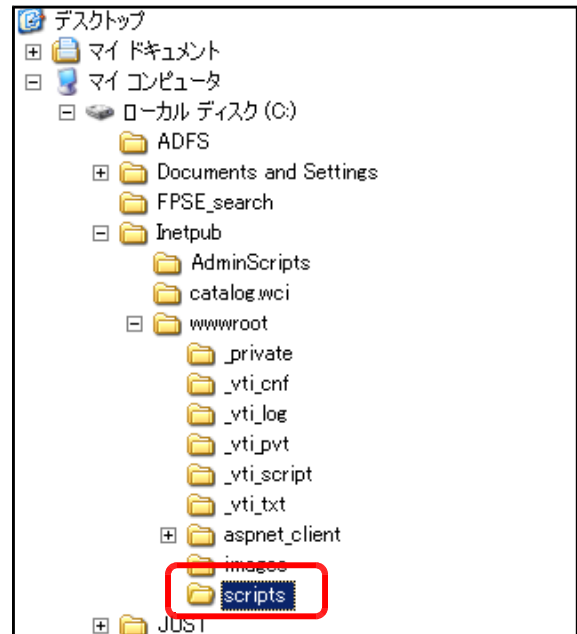 デスクトップ
マイ ドキュメント
マイ コンピュータ
ローカル ディスク (C:)
ADFS
Documents and Settings
FPSE_search
Inetpub
AdminScripts
catalog.wci
wwwroot
_private
_vti_cnf
_vti_log
_vti_pvt
_vti_script
_vti_txt
aspnet_client
images
scripts
JUST